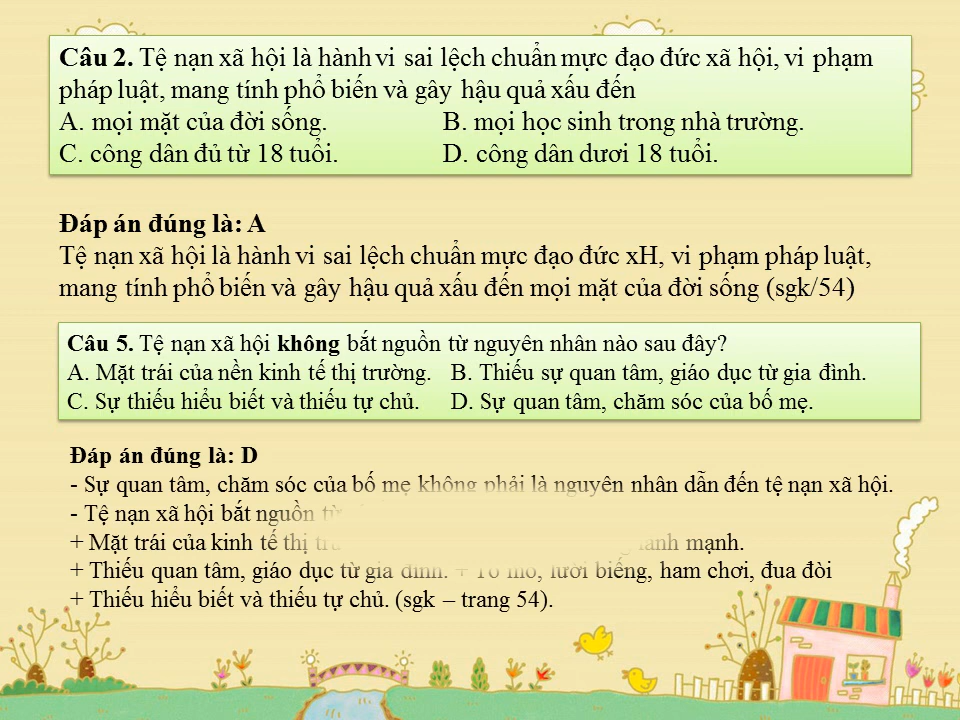 Câu 2. Tệ nạn xã hội là hành vi sai lệch chuẩn mực đạo đức xã hội, vi phạm
pháp luật, mang tính phổ biến và gây hậu quả xấu đến
A. mọi mặt của đời sống. B. mọi học sinh trong nhà trường.
C. công dân đủ từ 18 tuổi. D. công dân dươi 18 tuổi.
Đáp án đúng là: A
Tệ nạn xã hội là hành vi sai lệch chuẩn mực đạo đức xH, vi phạm pháp luật,
mang tính phổ biến và gây hậu quả xấu đến mọi mặt của đời sống (sgk/54)
Câu 5. Tệ nạn xã hội không bắt nguồn từ nguyên nhân nào sau đây?
A. Mặt trái của nền kinh tế thị trường. B. Thiếu sự quan tâm, giáo dục từ gia đình.
C. Sự thiếu hiểu biết và thiếu tự chủ. D. Sự quan tâm, chăm sóc của bố mẹ.
Đáp án đúng là: D
- Sự quan tâm, chăm sóc của bố mẹ không phải là nguyên nhân dẫn đến tệ nạn xã hội.
- Tệ nạn xã hội bắt nguồn từ
+ Mặt trái của kinh tế thị lành mạnh.
+ Thiếu quan tâm, giáo dục từ gia đình. + Tò mò, lười biếng, ham chơi, đua đòi
+ Thiếu hiểu biết và thiếu tự chủ. (sgk – trang 54).